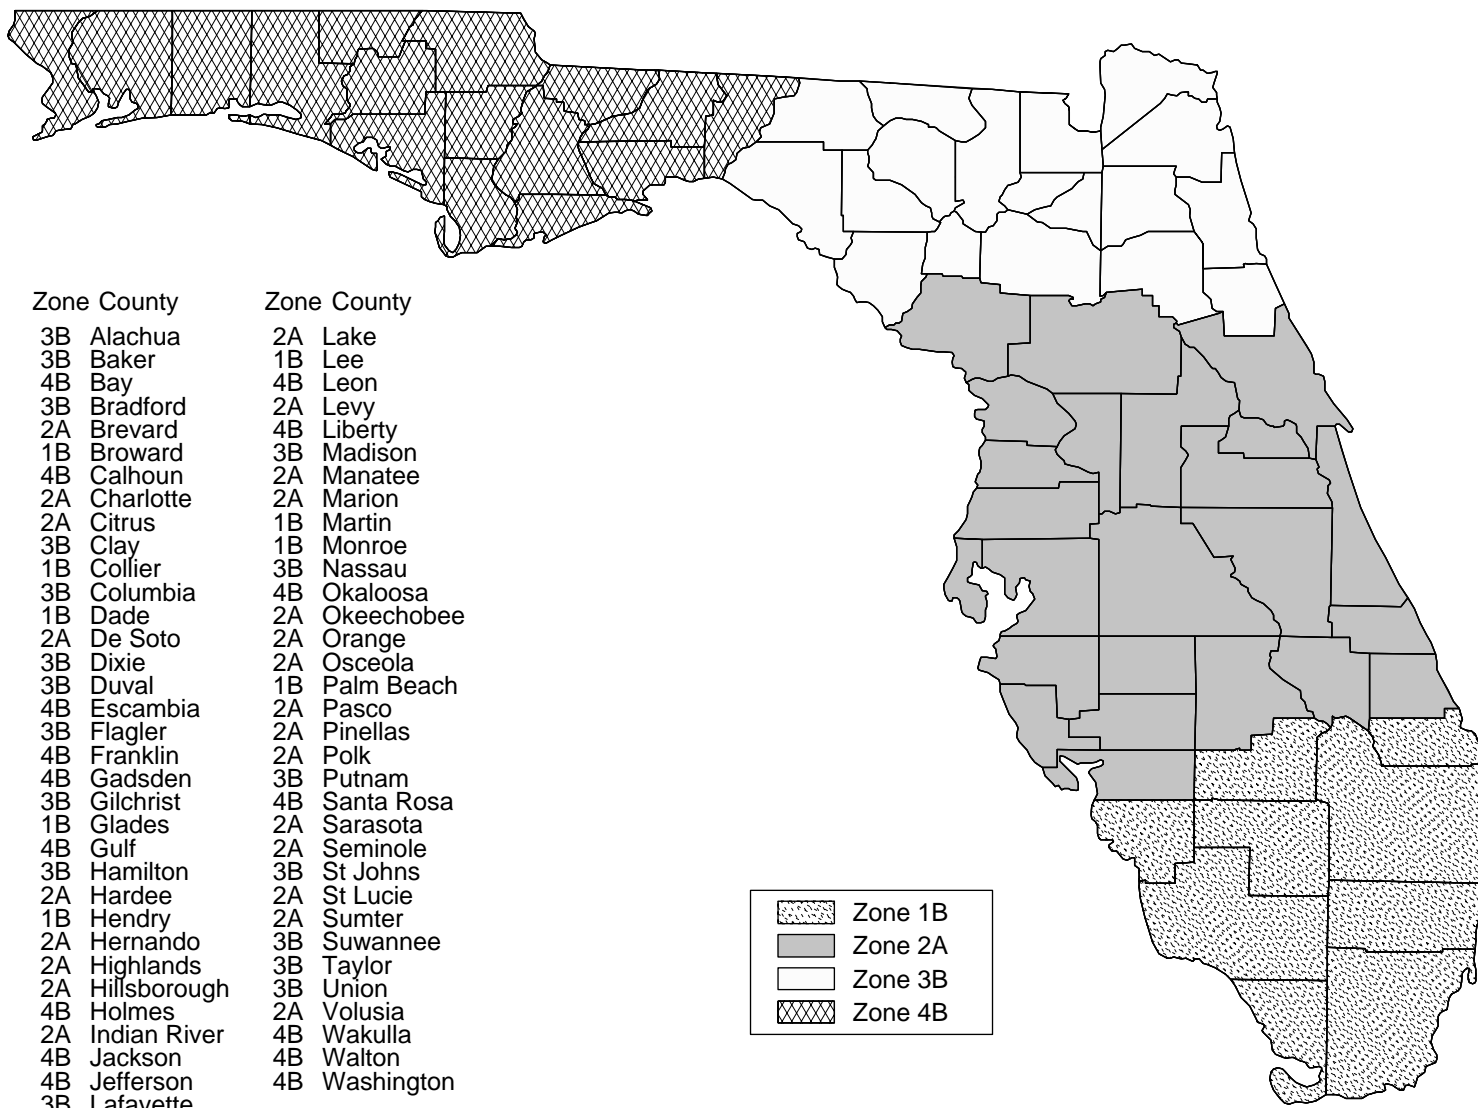 Zone County
3B Alachua
3B Baker
4B Bay
3B Bradford
2A Brevard
1B Broward
4B Calhoun
2A Charlotte
2A Citrus
3B Clay
1B Collier
3B Columbia
1B Dade
2A De Soto
3B Dixie
3B Duval
4B Escambia
3B Flagler
4B Franklin
4B Gadsden
3B Gilchrist
1B Glades
4B Gulf
3B Hamilton
2A Hardee
1B Hendry
2A Hernando
2A Highlands
2A Hillsborough
4B Holmes
2A Indian River
4B Jackson
4B Jefferson
3B Lafayette
Zone County
2A Lake
1B Lee
4B Leon
2A Levy
4B Liberty
3B Madison
2A Manatee
2A Marion
1B Martin
1B Monroe
3B Nassau
4B Okaloosa
2A Okeechobee
2A Orange
2A Osceola
1B Palm Beach
2A Pasco
2A Pinellas
2A Polk
3B Putnam
4B Santa Rosa
2A Sarasota
2A Seminole
3B St Johns
2A St Lucie
2A Sumter
3B Suwannee
3B Taylor
3B Union
2A Volusia
4B Wakulla
4B Walton
4B Washington
Zone 1B
Zone 2A
Zone 3B
Zone 4B